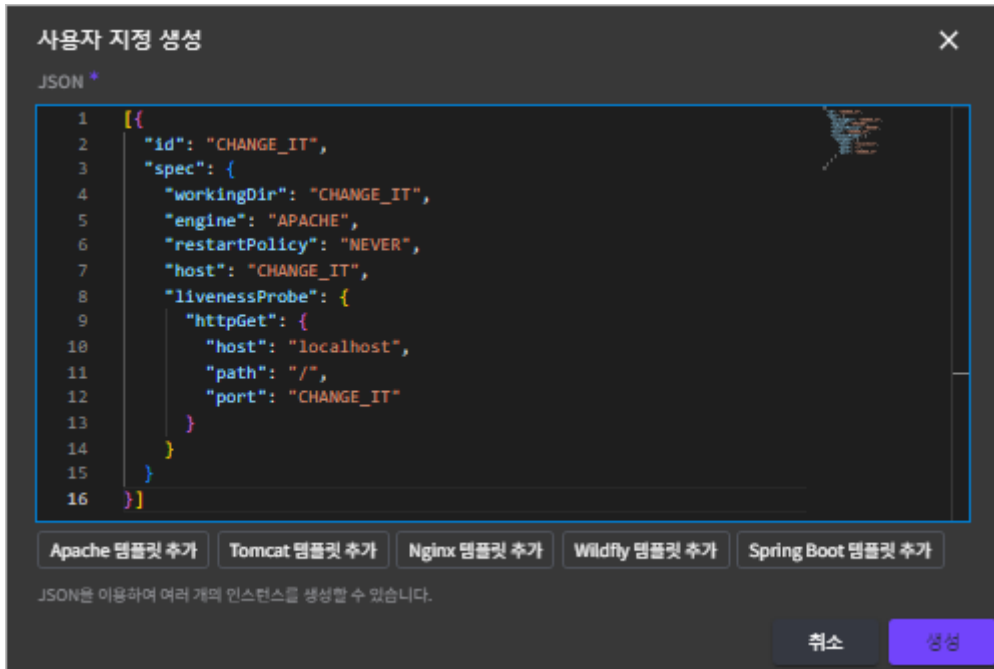 사용자 지정 생성
JSON *
1 [{
2 "id": "CHANGE_IT",
3 "spec": {
4 "workingDir": "CHANGE_IT",
5 "engine": "APACHE",
6 "restartPolicy": "NEVER",
7 "host": "CHANGE_IT",
8 "livenessProbe": {
9 "httpGet": {
10 "host": "localhost",
11 "path": "/",
12 "port": "CHANGE_IT"
13 }
14 }
15 }
16 }]
Apache 템플릿 추가 Tomcat 템플릿 추가 Nginx 템플릿 추가 Wildfly 템플릿 추가 Spring Boot 템플릿 추가
JSON을 이용하여 여러 개의 인스턴스를 생성할 수 있습니다.
취소 생성